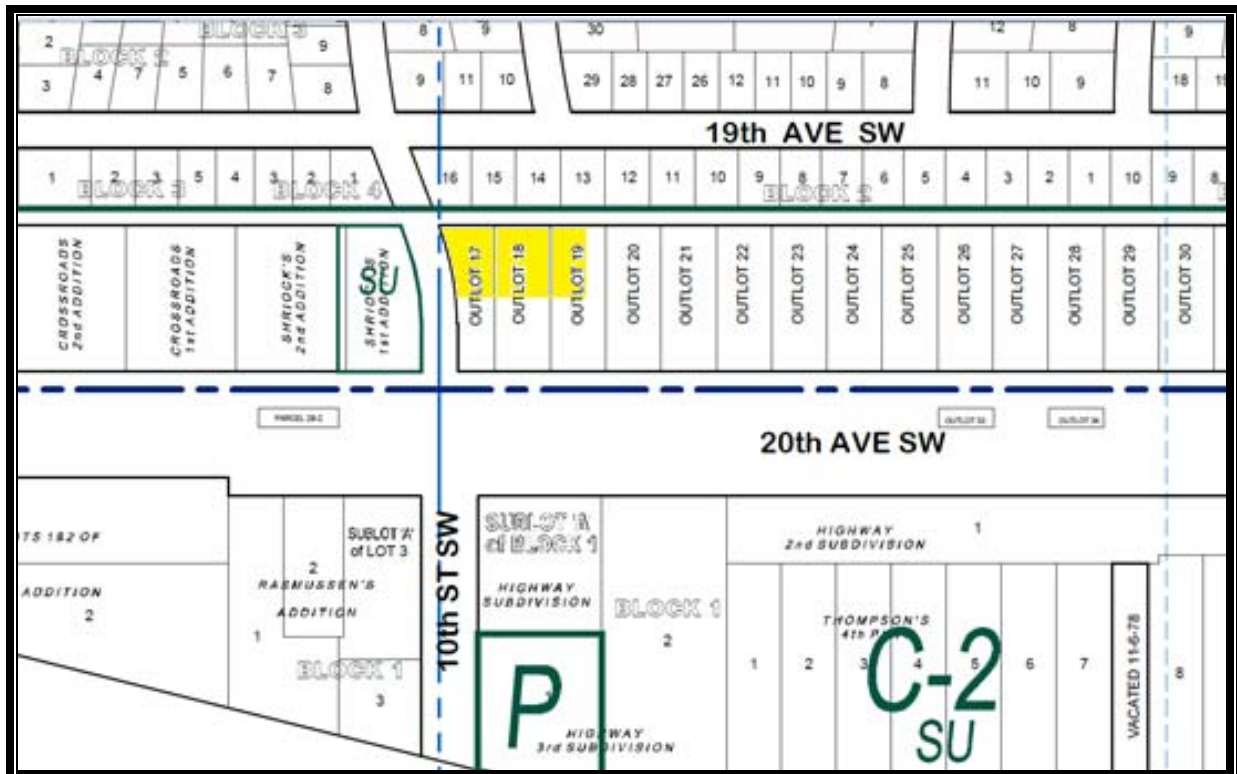 8
9
30
12
8
9
2
BLOCK 2
BLOCK 3
9
3
4
7
5
6
7
8
9
11
10
29
28
27
26
12
11
10
9
8
11
10
9
18
19th AVE SW
1
2
3
5
4
3
2
1
BLOCK 3
BLOCK 4
16
15
14
13
12
11
10
9
8
7
6
5
4
3
2
1
10
9
8
BLOCK 2
CROSSROADS
2nd ADDITION
CROSSROADS
1st ADDITION
SHRIOCK'S
2nd ADDITION
1st ADDITION
SU
OUTLOT 17
OUTLOT 18
OUTLOT 19
OUTLOT 20
OUTLOT 21
OUTLOT 22
OUTLOT 23
OUTLOT 24
OUTLOT 25
OUTLOT 26
OUTLOT 27
OUTLOT 28
OUTLOT 29
OUTLOT 30
20th AVE SW
10th ST SW
TS 1&2 OF
ADDITION
2
2
RASMUSSEN'S
ADDITION
1
BLOCK 1
3
SUBLOT 'A'
of LOT 3
SUBLOT 'A'
of BLOCK 1
HIGHWAY
SUBDIVISION
BLOCK 1
2
P
HIGHWAY
3rd SUBDIVISION
HIGHWAY
2nd SUBDIVISION
1
THOMPSON'S
4th
1
2
3
4
5
6
7
8
C-2
SU
VACATED 11-6-78